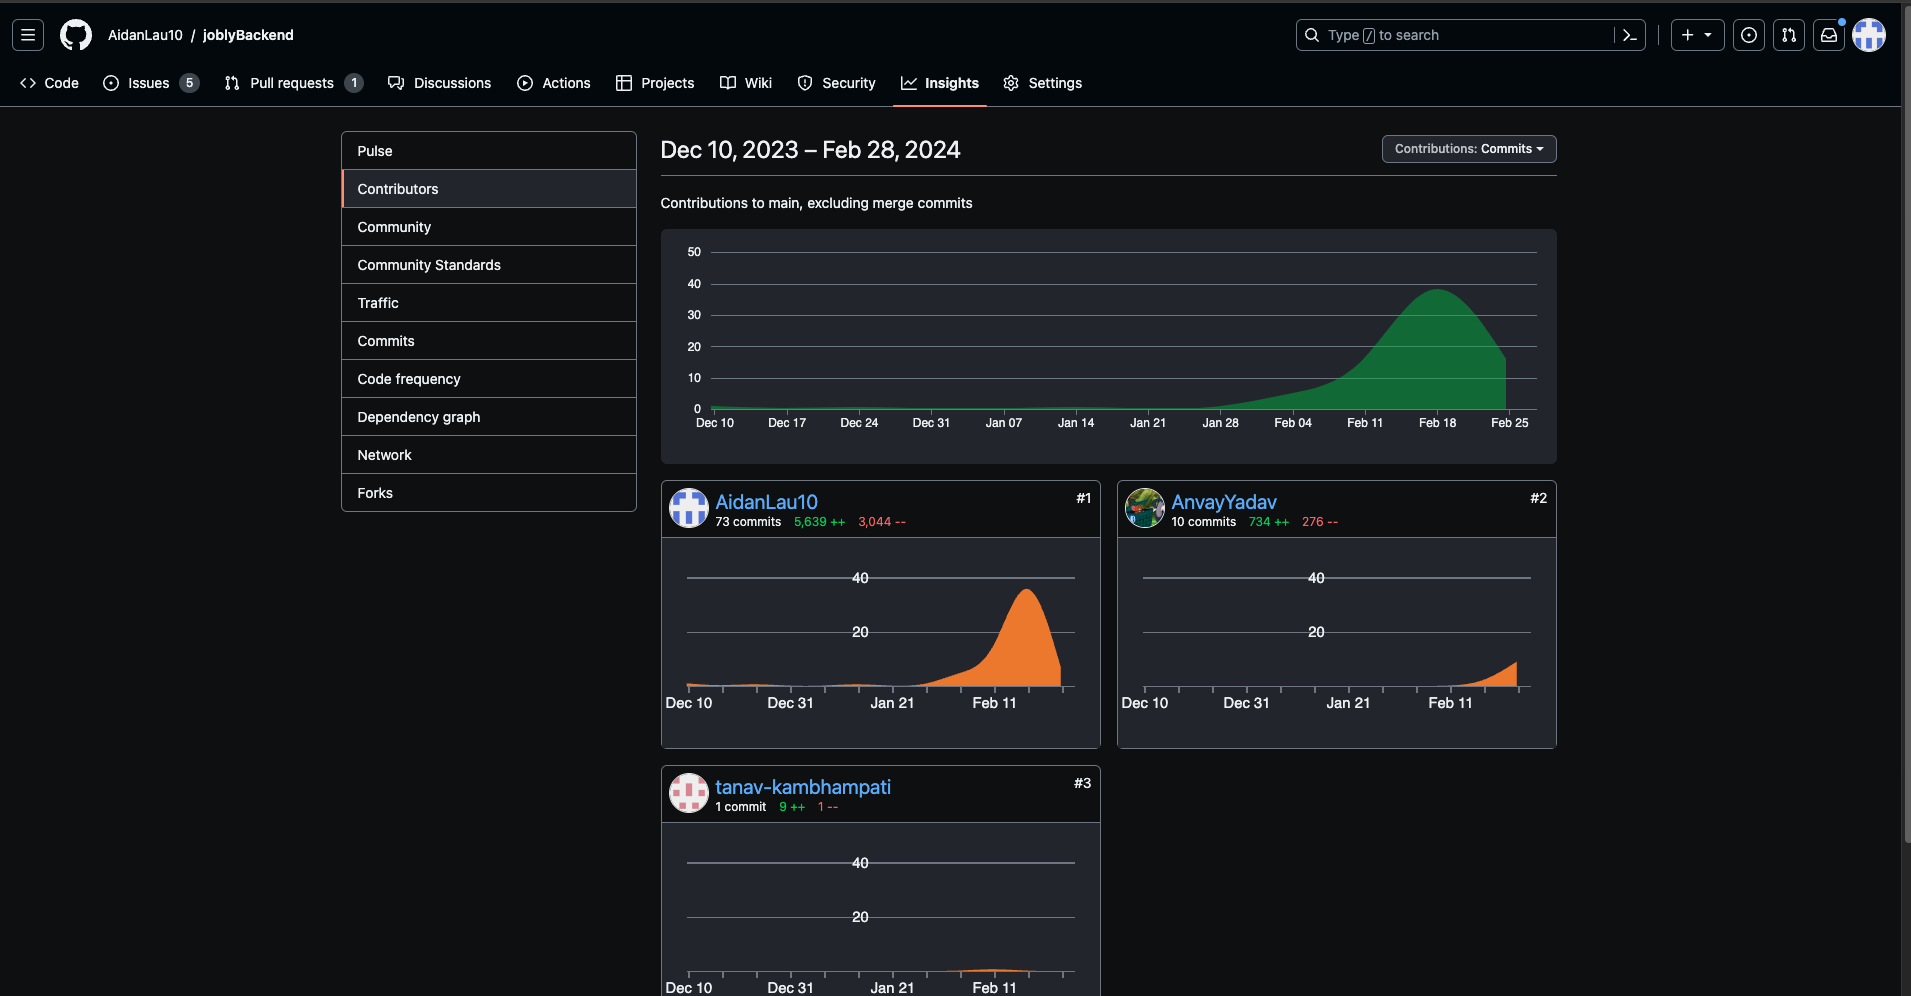 AidanLau10 / joblyBackend
Type / to search
Code Issues 5 Pull requests 1 Discussions Actions Projects Wiki Security Insights Settings
Pulse
Contributors
Community
Community Standards
Traffic
Commits
Code frequency
Dependency graph
Network
Forks
Dec 10, 2023 – Feb 28, 2024
Contributions: Commits
Contributions to main, excluding merge commits
50
40
30
20
10
0
Dec 10 Dec 17 Dec 24 Dec 31 Jan 07 Jan 14 Jan 21 Jan 28 Feb 04 Feb 11 Feb 18 Feb 25
AidanLau10 #1
73 commits 5,639 ++ 3,044 --
40
20
Dec 10 Dec 31 Jan 21 Feb 11
AnvayYadav #2
10 commits 734 ++ 276 --
40
20
Dec 10 Dec 31 Jan 21 Feb 11
tanav-kambhampati #3
1 commit 9 ++ 1 --
40
20
Dec 10 Dec 31 Jan 21 Feb 11